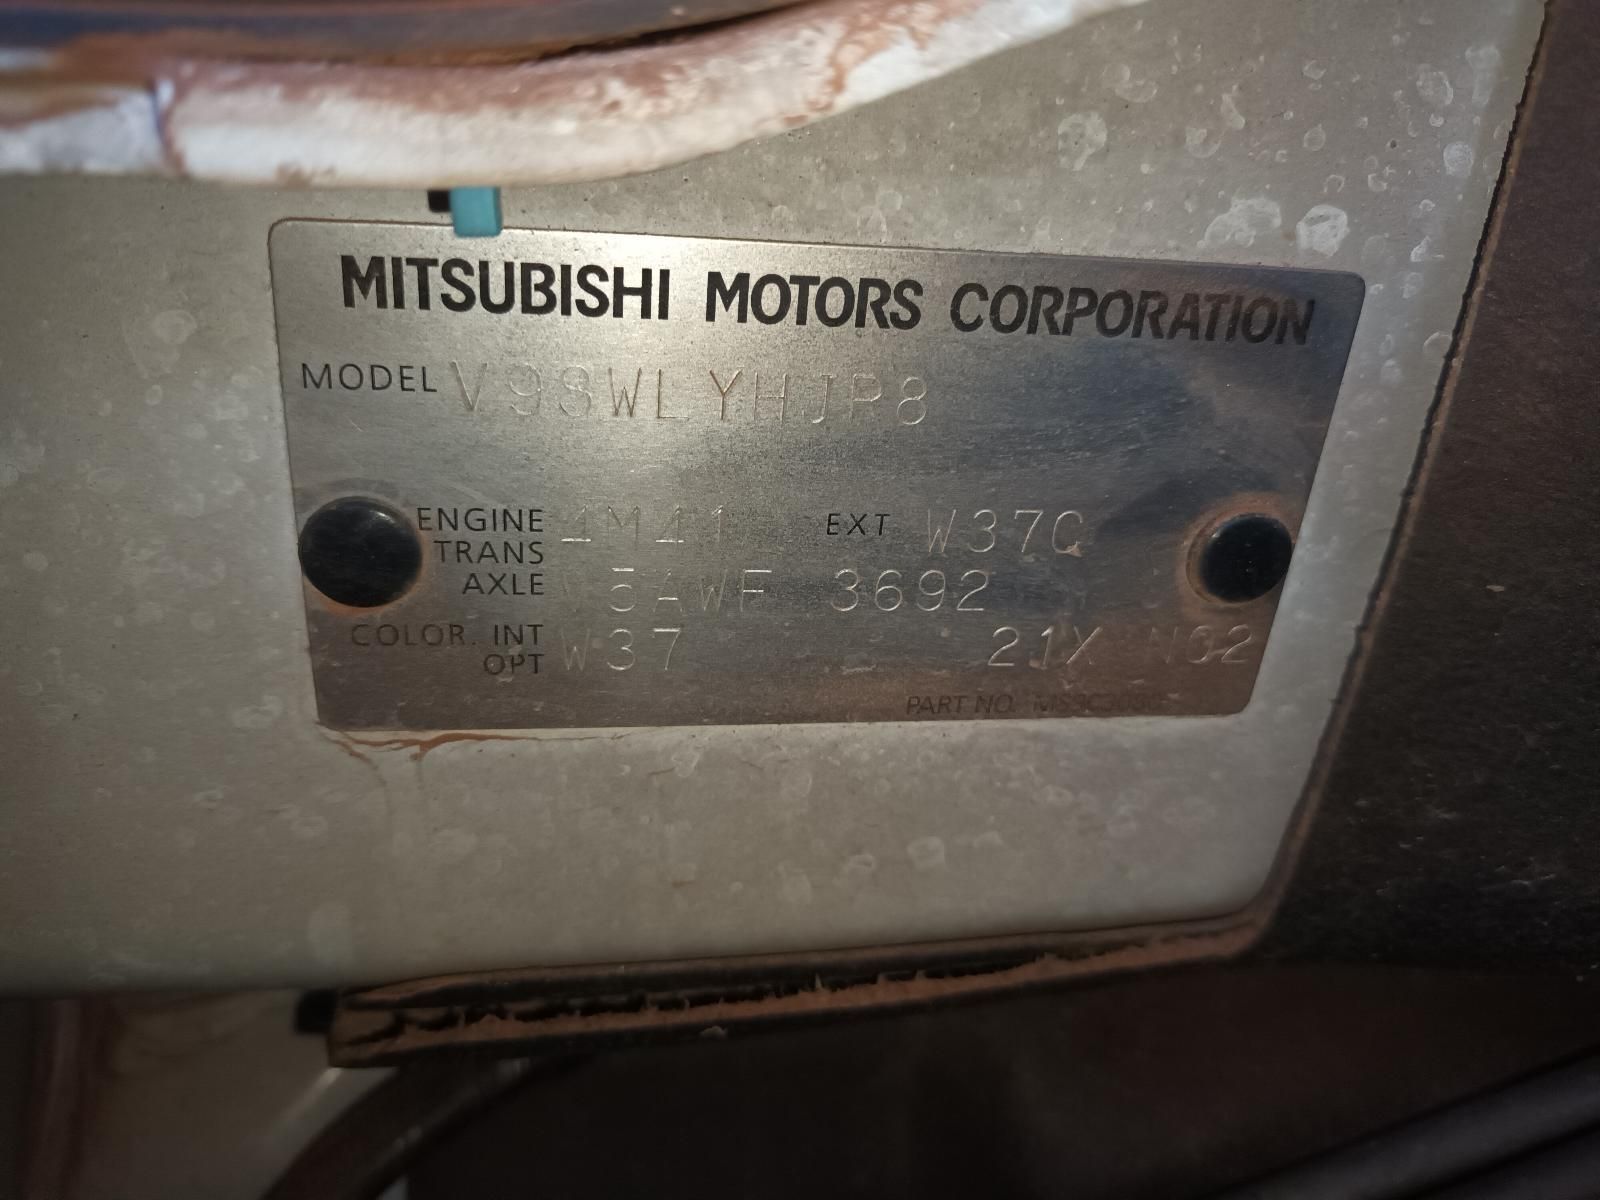 MITSUBISHI MOTORS CORPORATION
MODEL V98WLYHJR8
ENGINE 4M41 EXT W37C
TRANS
AXLE V5AWF 3692
COLOR. INT
OPT W37 21X N02
PART NO.